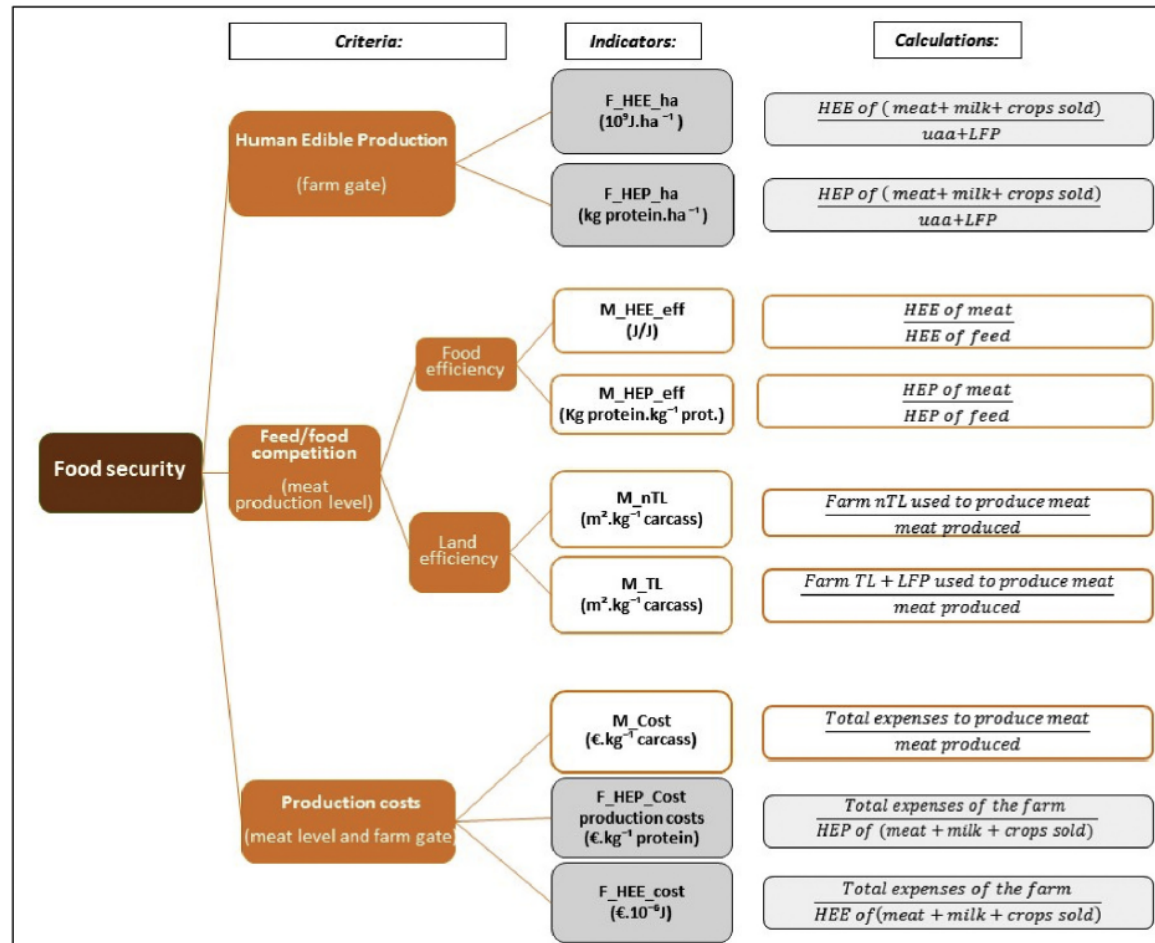 Criteria:
Indicators:
Calculations:
Food security
Human Edible Production
(farm gate)
F_HEE_ha
(10⁹J.ha⁻¹)
HEE of ( meat+ milk+ crops sold)
uaa+LFP
F_HEP_ha
(kg protein.ha⁻¹)
HEP of ( meat+ milk+ crops sold)
uaa+LFP
Feed/food
competition
(meat
production level)
Food
efficiency
M_HEE_eff
(J/J)
HEE of meat
HEE of feed
M_HEP_eff
(Kg protein.kg⁻¹ prot.)
HEP of meat
HEP of feed
Land
efficiency
M_nTL
(m².kg⁻¹ carcass)
Farm nTL used to produce meat
meat produced
M_TL
(m².kg⁻¹ carcass)
Farm TL + LFP used to produce meat
meat produced
Production costs
(meat level and farm gate)
M_Cost
(€.kg⁻¹ carcass)
Total expenses to produce meat
meat produced
F_HEP_Cost
production costs
(€.kg⁻¹ protein)
Total expenses of the farm
HEP of (meat + milk + crops sold)
F_HEE_cost
(€.10⁻⁶J)
Total expenses of the farm
HEE of(meat + milk + crops sold)